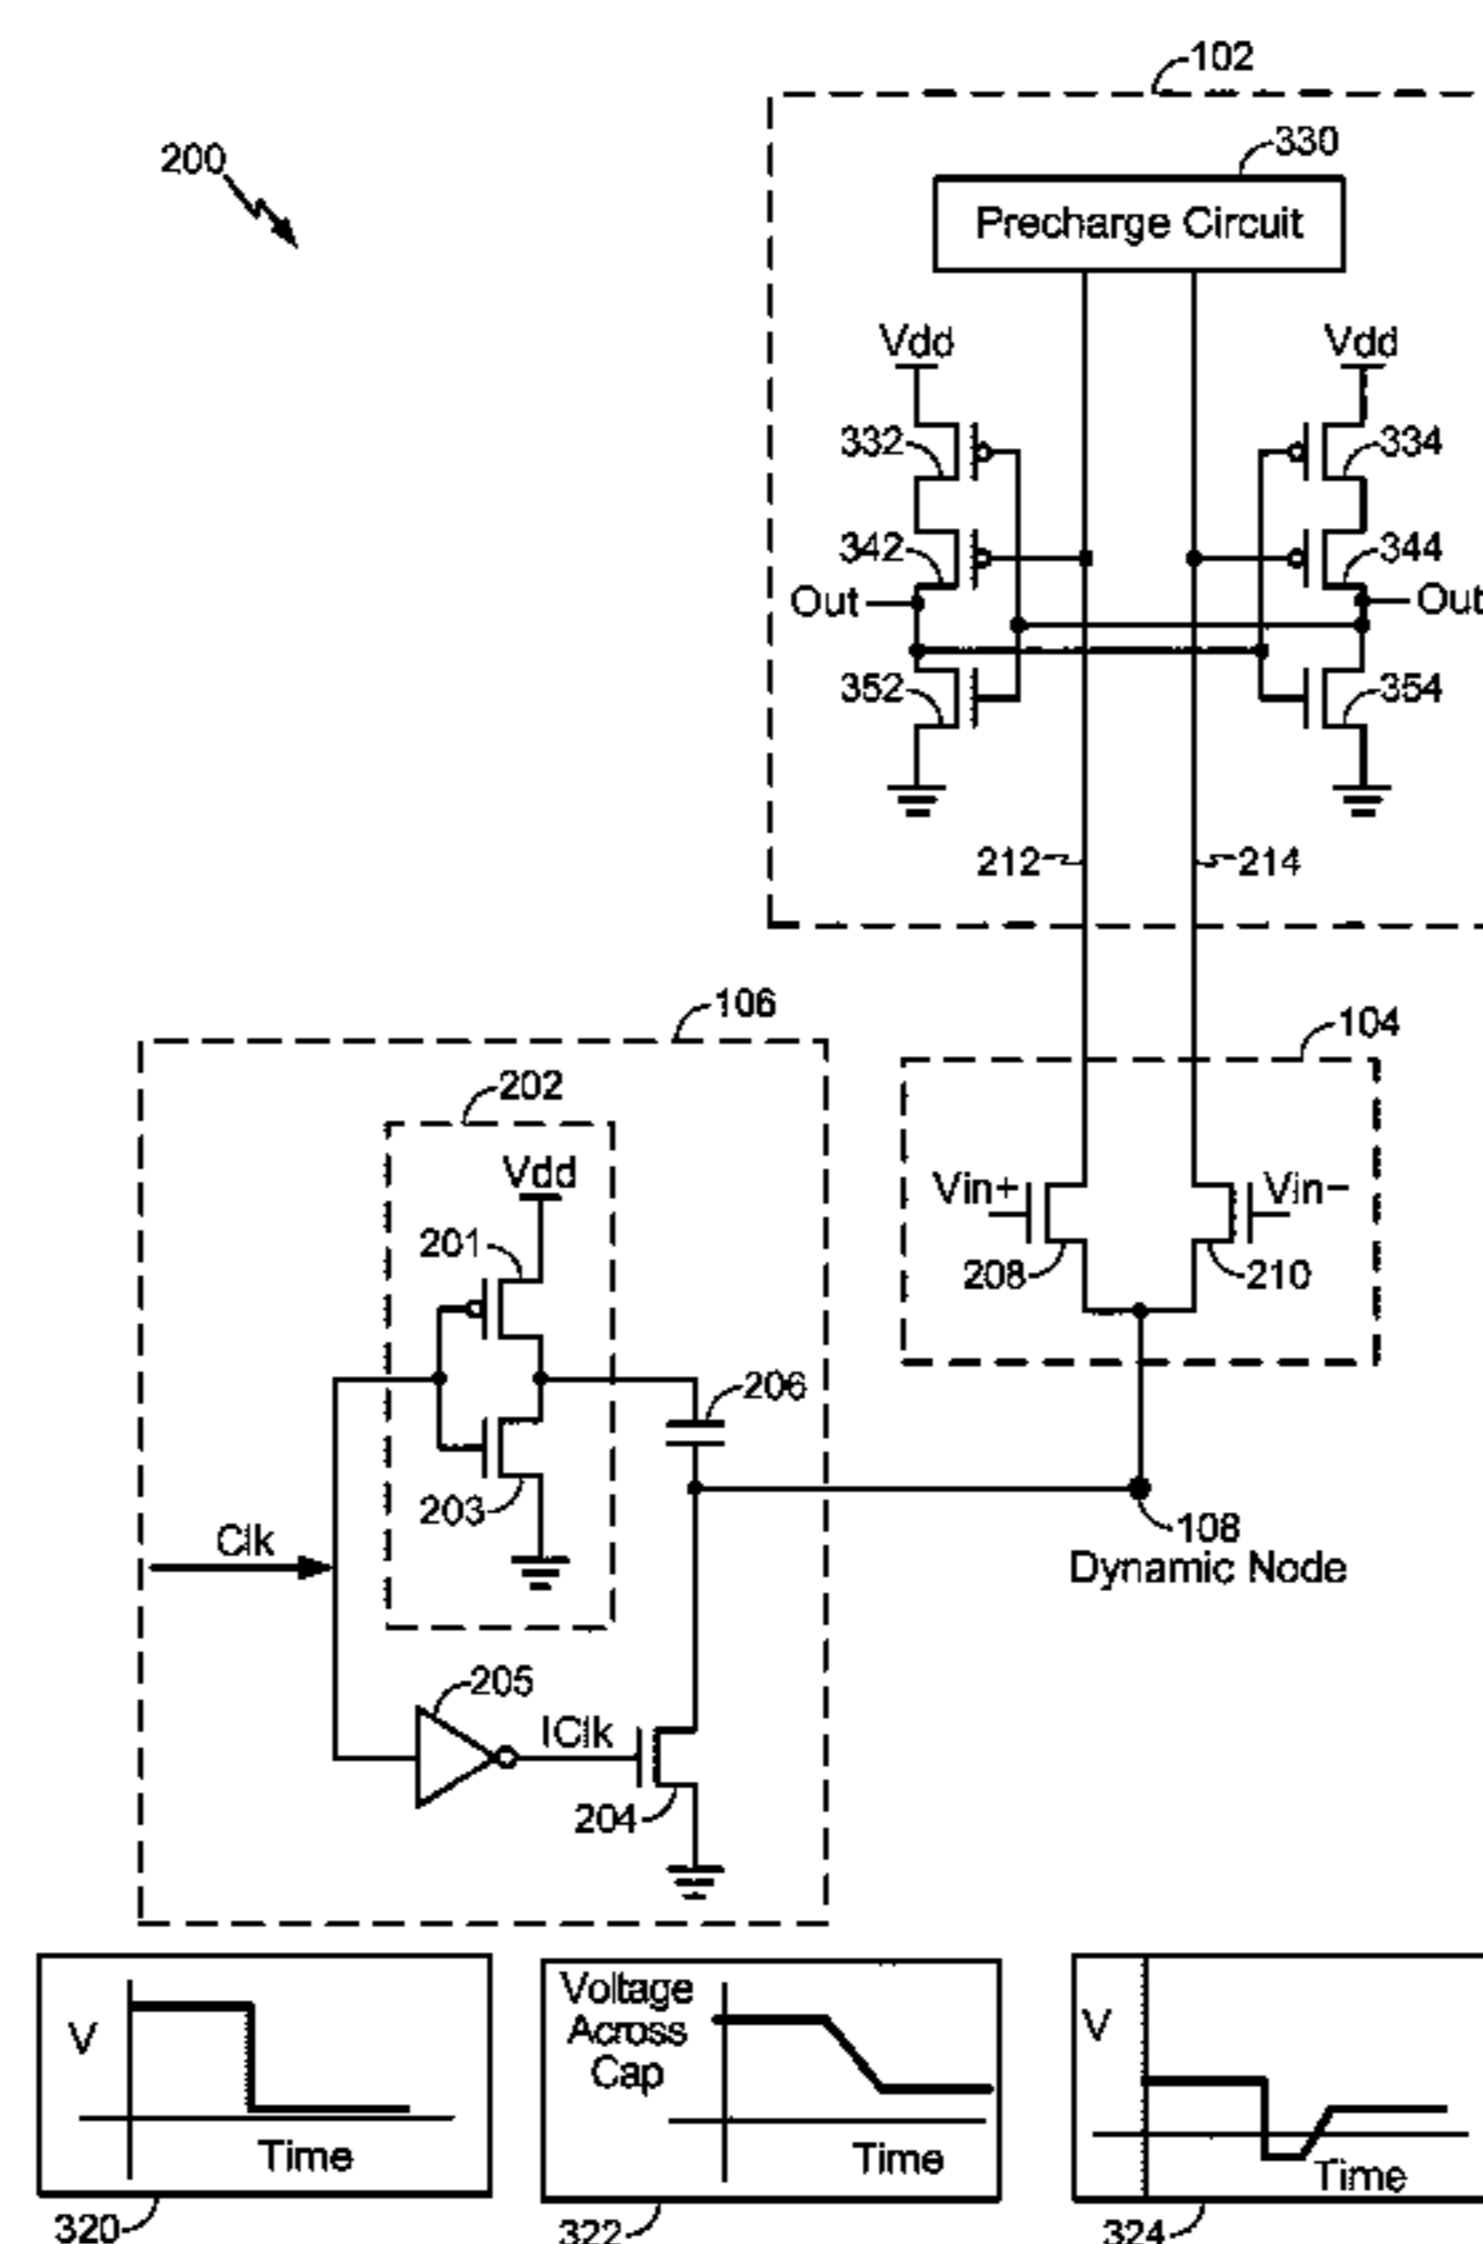 102
200
330
Precharge Circuit
Vdd
Vdd
332
334
342
344
Out
Out
352
354
212
214
106
104
202
Vdd
Vin+
Vin−
201
208
210
206
203
Clk
108
Dynamic Node
205
IClk
204
V
Time
320
Voltage
Across
Cap
Time
322
V
Time
324